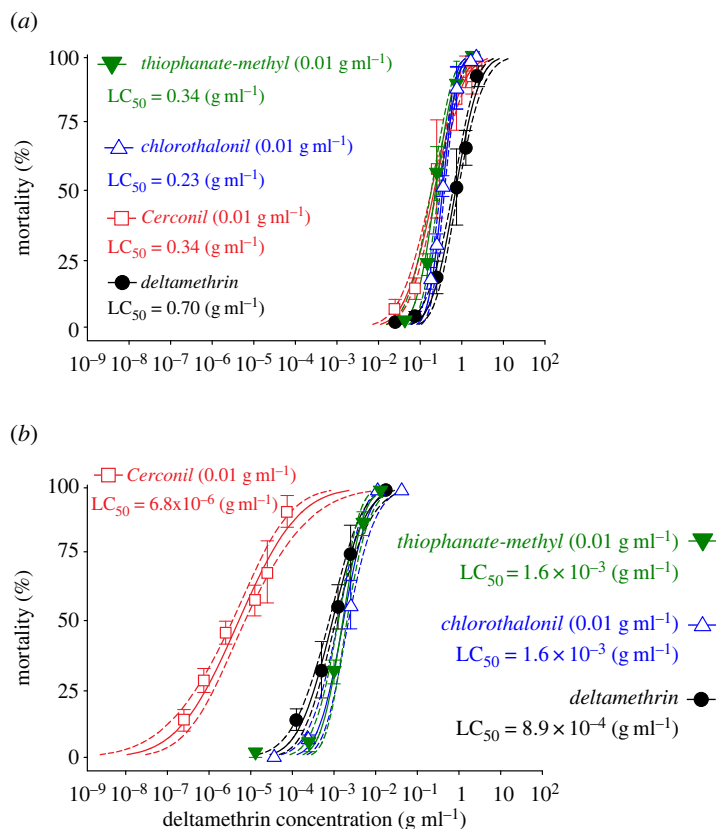 (a)
100
75
50
25
0
mortality (%)
thiophanate-methyl (0.01 g ml⁻¹)
LC₅₀ = 0.34 (g ml⁻¹)
chlorothalonil (0.01 g ml⁻¹)
LC₅₀ = 0.23 (g ml⁻¹)
Cerconil (0.01 g ml⁻¹)
LC₅₀ = 0.34 (g ml⁻¹)
deltamethrin
LC₅₀ = 0.70 (g ml⁻¹)
10⁻⁹ 10⁻⁸ 10⁻⁷ 10⁻⁶ 10⁻⁵ 10⁻⁴ 10⁻³ 10⁻² 10⁻¹ 1 10 10²
(b)
100
75
50
25
0
mortality (%)
Cerconil (0.01 g ml⁻¹)
LC₅₀ = 6.8x10⁻⁶ (g ml⁻¹)
thiophanate-methyl (0.01 g ml⁻¹)
LC₅₀ = 1.6 × 10⁻³ (g ml⁻¹)
chlorothalonil (0.01 g ml⁻¹)
LC₅₀ = 1.6 × 10⁻³ (g ml⁻¹)
deltamethrin
LC₅₀ = 8.9 × 10⁻⁴ (g ml⁻¹)
10⁻⁹ 10⁻⁸ 10⁻⁷ 10⁻⁶ 10⁻⁵ 10⁻⁴ 10⁻³ 10⁻² 10⁻¹ 1 10 10²
deltamethrin concentration (g ml⁻¹)